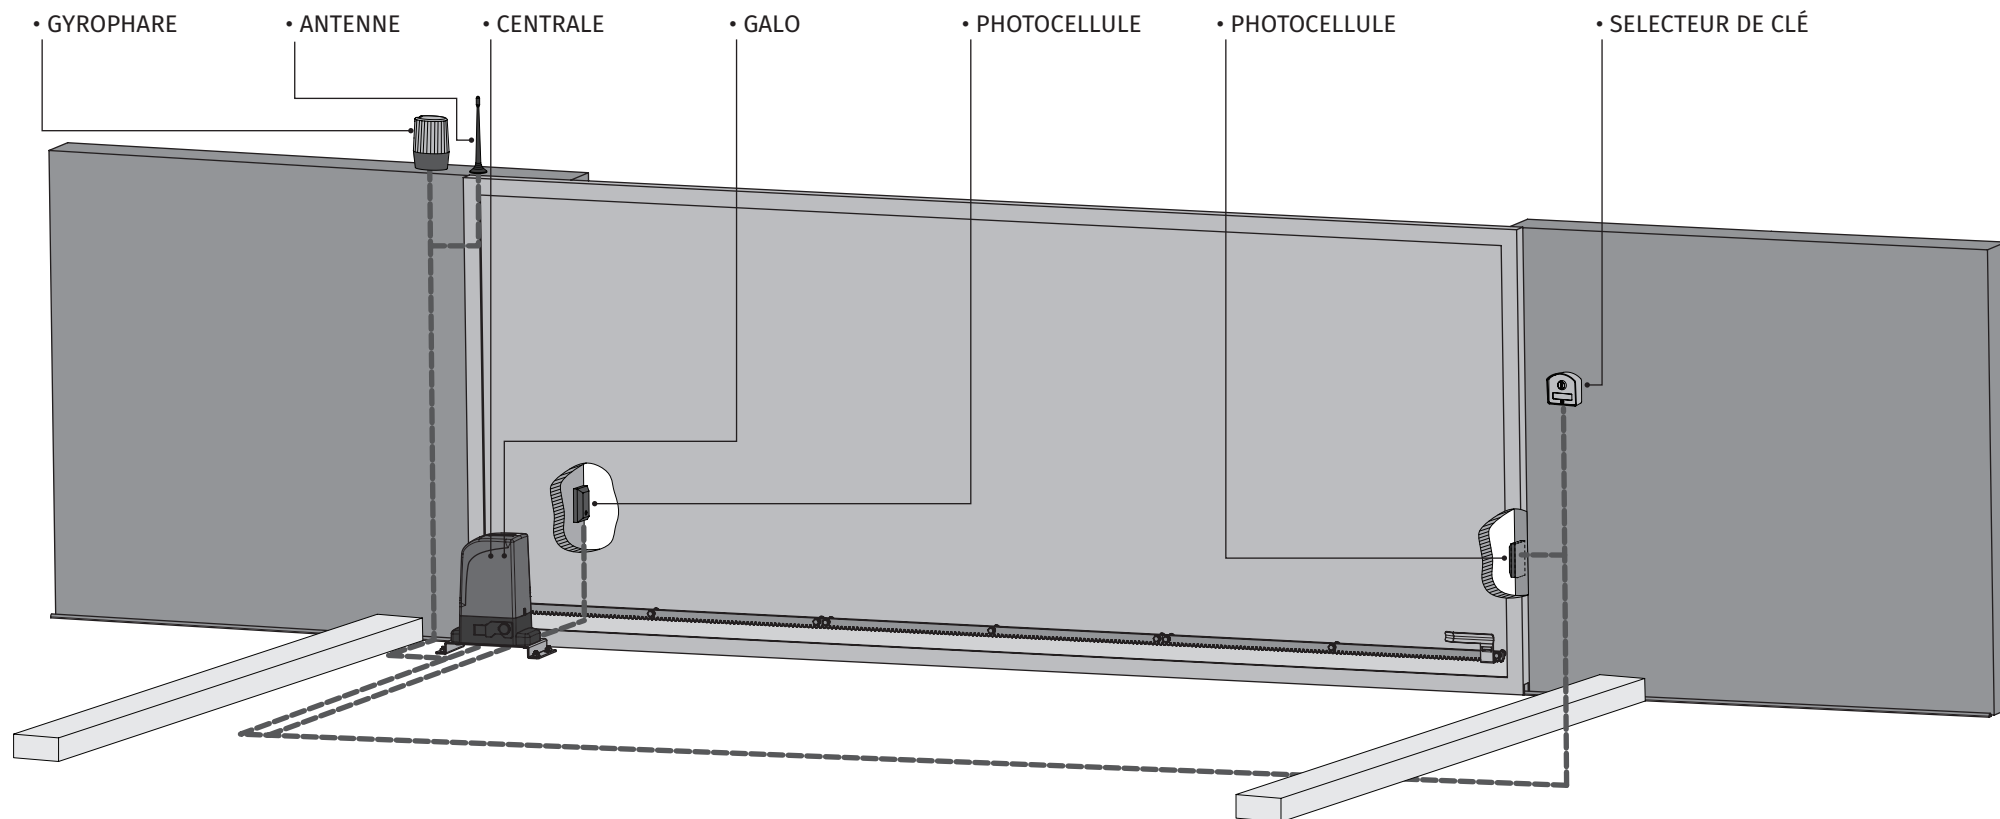 • GYROPHARE
• ANTENNE
• CENTRALE
• GALO
• PHOTOCELLULE
• PHOTOCELLULE
• SELECTEUR DE CLÉ